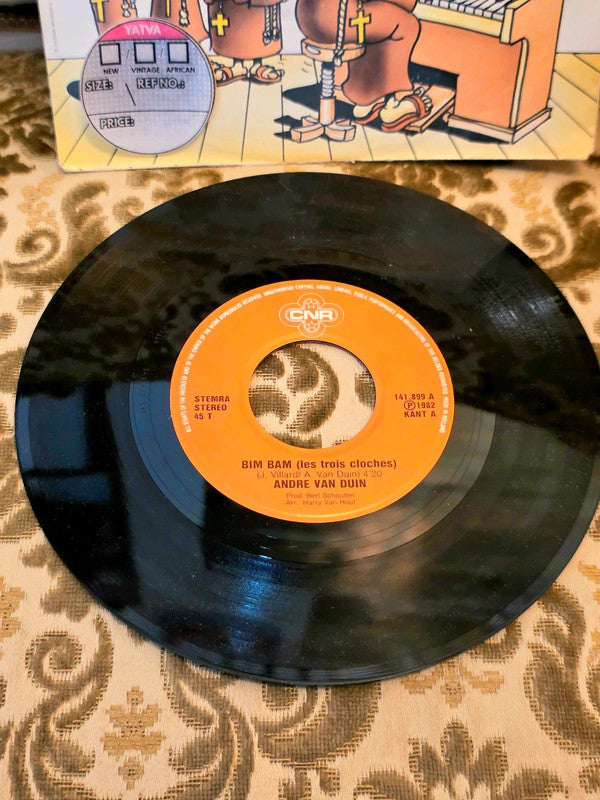 YATVA
NEW VINTAGE AFRICAN
SIZE: \ REF NO.:
PRICE:
CNR
STEMRA
STEREO
45 T
141.899 A
Ⓟ 1982
KANT A
BIM BAM (les trois cloches)
(J. Villard/ A. Van Duin) 4:20
ANDRE VAN DUIN
Prod. Bert Schouten
Arr.: Harry Van Hoof